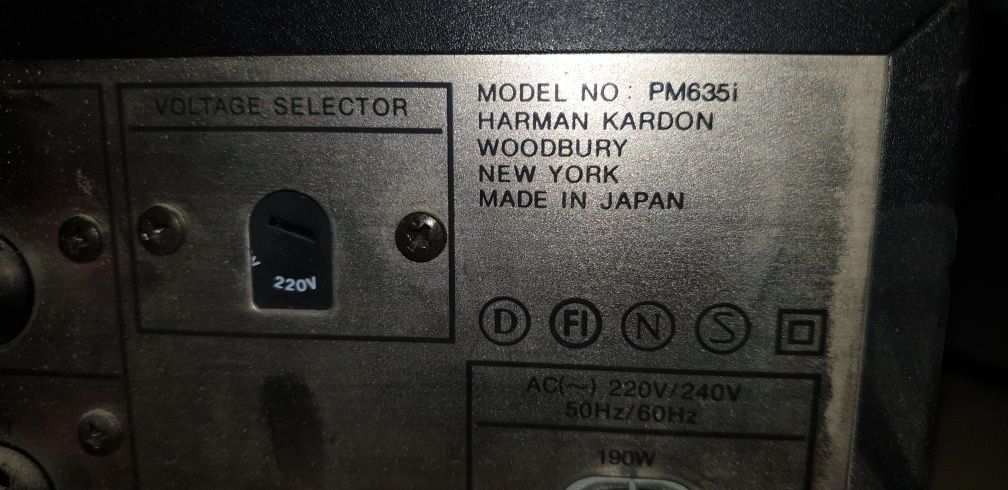 VOLTAGE SELECTOR
220V
MODEL NO : PM635i
HARMAN KARDON
WOODBURY
NEW YORK
MADE IN JAPAN
D FI N S
AC(~) 220V/240V
50Hz/60Hz
190W